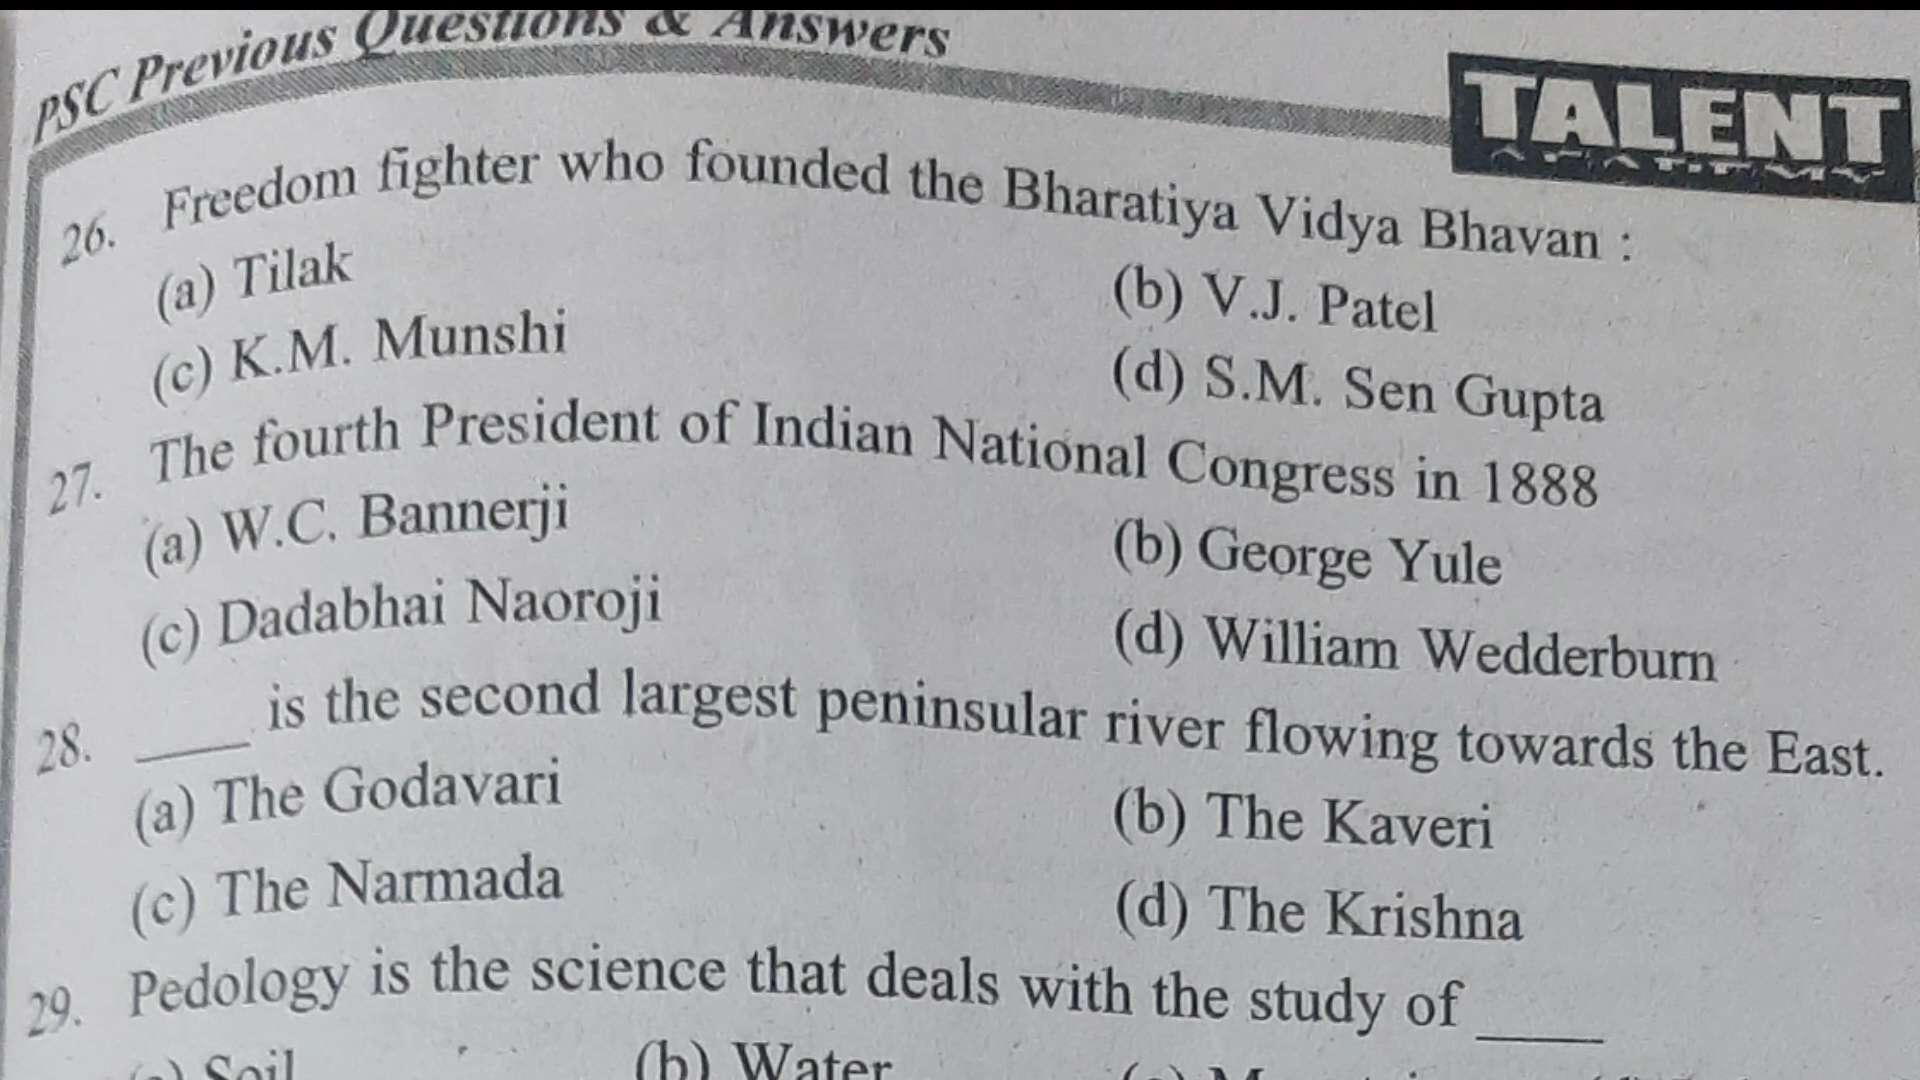 PSC Previous Questions & Answers
TALENT
26. Freedom fighter who founded the Bharatiya Vidya Bhavan :
(a) Tilak (b) V.J. Patel
(c) K.M. Munshi (d) S.M. Sen Gupta
27. The fourth President of Indian National Congress in 1888
(a) W.C. Bannerji (b) George Yule
(c) Dadabhai Naoroji (d) William Wedderburn
28. ____ is the second largest peninsular river flowing towards the East.
(a) The Godavari (b) The Kaveri
(c) The Narmada (d) The Krishna
29. Pedology is the science that deals with the study of ____
(a) Soil (b) Water